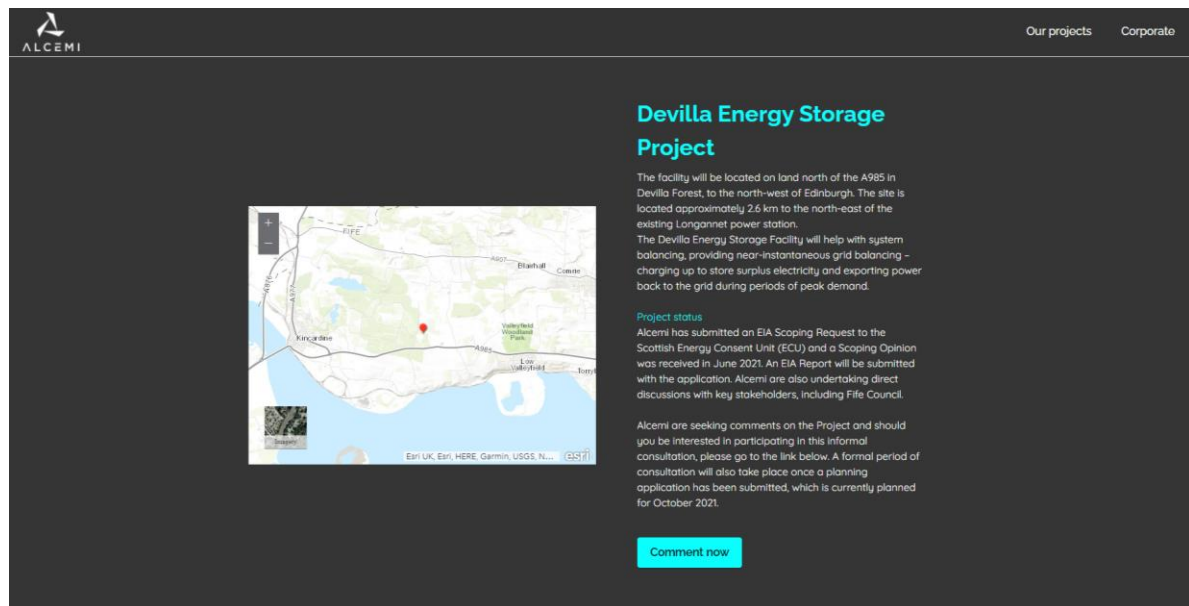 ALCEMI
Our projects
Corporate
Devilla Energy Storage
Project
The facility will be located on land north of the A985 in
Devilla Forest, to the north-west of Edinburgh. The site is
located approximately 2.6 km to the north-east of the
existing Longannet power station.
The Devilla Energy Storage Facility will help with system
balancing, providing near-instantaneous grid balancing –
charging up to store surplus electricity and exporting power
back to the grid during periods of peak demand.
Project status
Alcemi has submitted an EIA Scoping Request to the
Scottish Energy Consent Unit (ECU) and a Scoping Opinion
was received in June 2021. An EIA Report will be submitted
with the application. Alcemi are also undertaking direct
discussions with key stakeholders, including Fife Council.
Alcemi are seeking comments on the Project and should
you be interested in participating in this informal
consultation, please go to the link below. A formal period of
consultation will also take place once a planning
application has been submitted, which is currently planned
for October 2021.
Comment now
+
−
FIFE
A907
Blairhall
Comrie
A876
A977
Kincardine
Valleyfield
Woodland
Park
A985
Low
Valleyfield
Imagery
Esri UK, Esri, HERE, Garmin, USGS, N...
esri